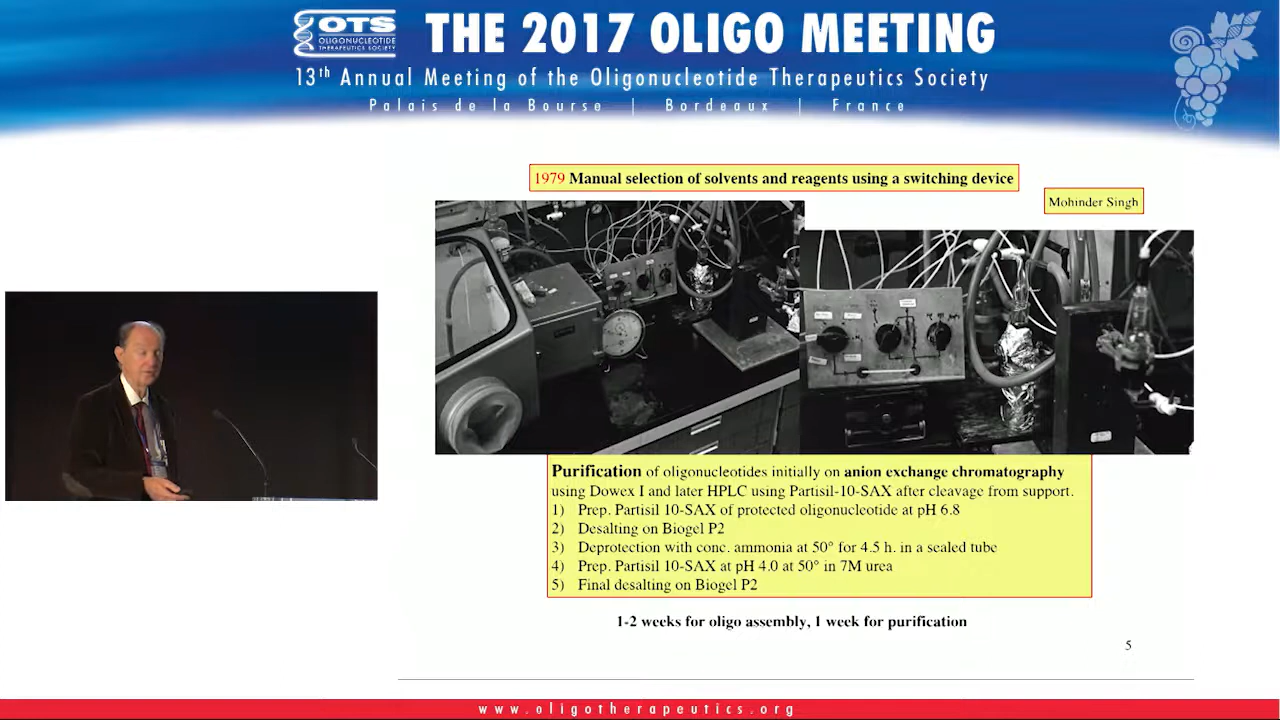 OTS
OLIGONUCLEOTIDE
THERAPEUTICS SOCIETY
THE 2017 OLIGO MEETING
13th Annual Meeting of the Oligonucleotide Therapeutics Society
Palais de la Bourse | Bordeaux | France
1979 Manual selection of solvents and reagents using a switching device
Mohinder Singh
Purification of oligonucleotides initially on anion exchange chromatography
using Dowex I and later HPLC using Partisil-10-SAX after cleavage from support.
1) Prep. Partisil 10-SAX of protected oligonucleotide at pH 6.8
2) Desalting on Biogel P2
3) Deprotection with conc. ammonia at 50° for 4.5 h. in a sealed tube
4) Prep. Partisil 10-SAX at pH 4.0 at 50° in 7M urea
5) Final desalting on Biogel P2
1-2 weeks for oligo assembly, 1 week for purification
5
www.oligotherapeutics.org